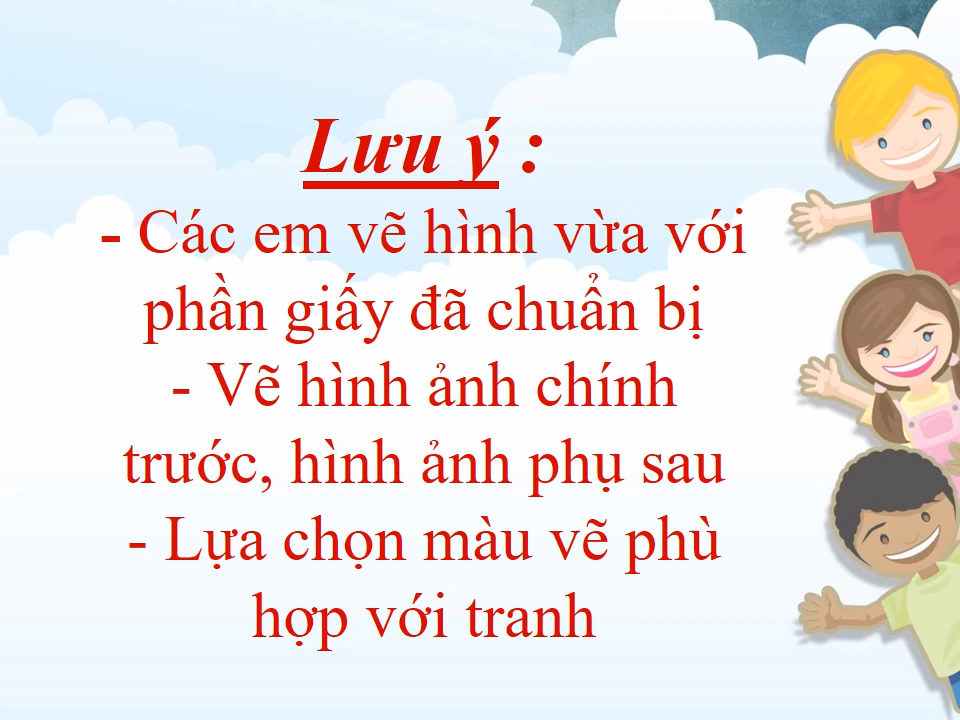 Lưu ý :
- Các em vẽ hình vừa với
phần giấy đã chuẩn bị
- Vẽ hình ảnh chính
trước, hình ảnh phụ sau
- Lựa chọn màu vẽ phù
hợp với tranh